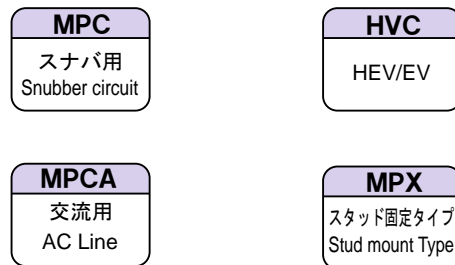 MPC
スナバ用
Snubber circuit
HVC
HEV/EV
MPCA
交流用
AC Line
MPX
スタッド固定タイプ
Stud mount Type